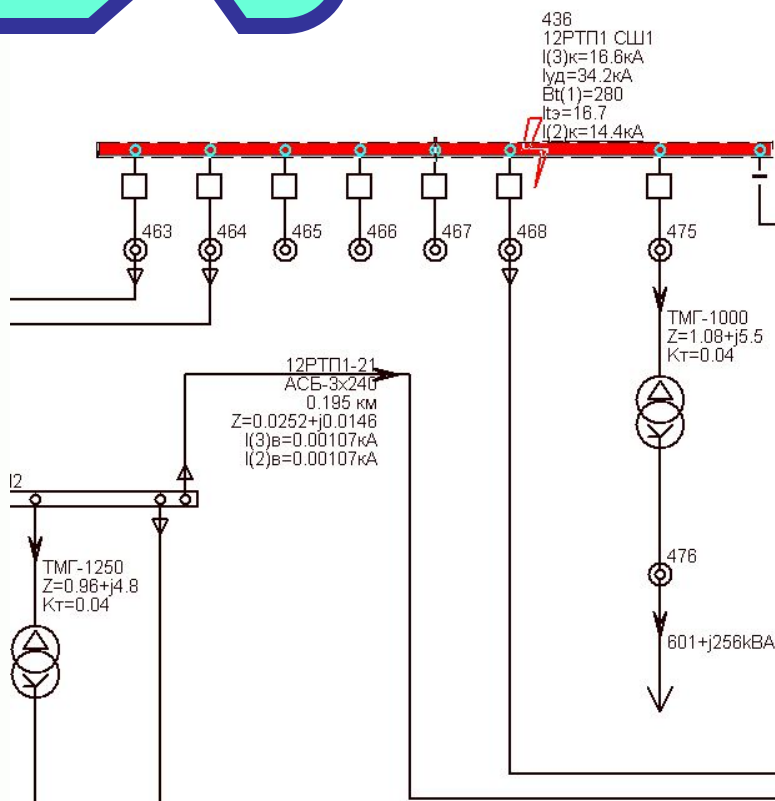 436
12РТП1 СШ1
I(3)к=16.6кА
Iуд=34.2кА
Bt(1)=280
Itэ=16.7
I(2)к=14.4кА
463
464
465
466
467
468
475
ТМГ-1000
Z=1.08+j5.5
Кт=0.04
12РТП1-21
АСБ-3х240
0.195 км
Z=0.0252+j0.0146
I(3)в=0.00107кА
I(2)в=0.00107кА
ТМГ-1250
Z=0.96+j4.8
Кт=0.04
476
601+j256kВА